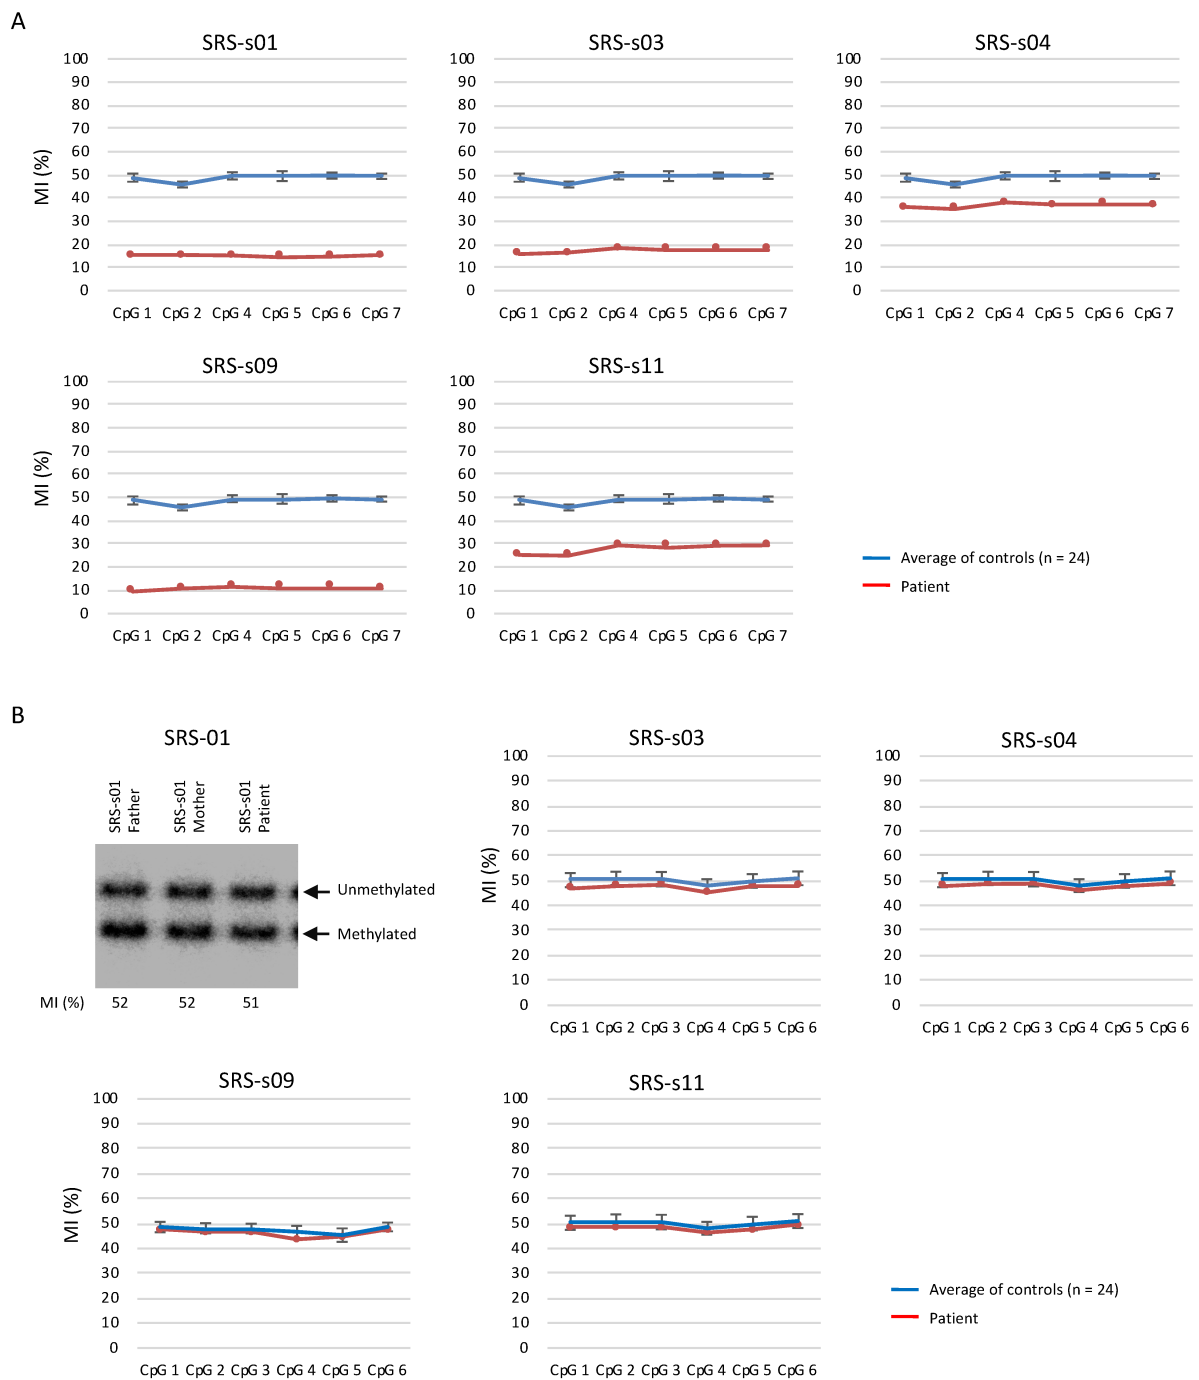 A
SRS-s01
SRS-s03
SRS-s04
100
90
80
70
60
50
40
30
20
10
0
MI (%)
CpG 1 CpG 2 CpG 4 CpG 5 CpG 6 CpG 7
100
90
80
70
60
50
40
30
20
10
0
CpG 1 CpG 2 CpG 4 CpG 5 CpG 6 CpG 7
100
90
80
70
60
50
40
30
20
10
0
CpG 1 CpG 2 CpG 4 CpG 5 CpG 6 CpG 7
SRS-s09
SRS-s11
100
90
80
70
60
50
40
30
20
10
0
MI (%)
CpG 1 CpG 2 CpG 4 CpG 5 CpG 6 CpG 7
100
90
80
70
60
50
40
30
20
10
0
CpG 1 CpG 2 CpG 4 CpG 5 CpG 6 CpG 7
Average of controls (n = 24)
Patient
B
SRS-01
SRS-s01 Father
SRS-s01 Mother
SRS-s01 Patient
Unmethylated
Methylated
MI (%) 52 52 51
SRS-s03
100
90
80
70
60
50
40
30
20
10
0
MI (%)
CpG 1 CpG 2 CpG 3 CpG 4 CpG 5 CpG 6
SRS-s04
100
90
80
70
60
50
40
30
20
10
0
CpG 1 CpG 2 CpG 3 CpG 4 CpG 5 CpG 6
SRS-s09
100
90
80
70
60
50
40
30
20
10
0
MI (%)
CpG 1 CpG 2 CpG 3 CpG 4 CpG 5 CpG 6
SRS-s11
100
90
80
70
60
50
40
30
20
10
0
CpG 1 CpG 2 CpG 3 CpG 4 CpG 5 CpG 6
Average of controls (n = 24)
Patient